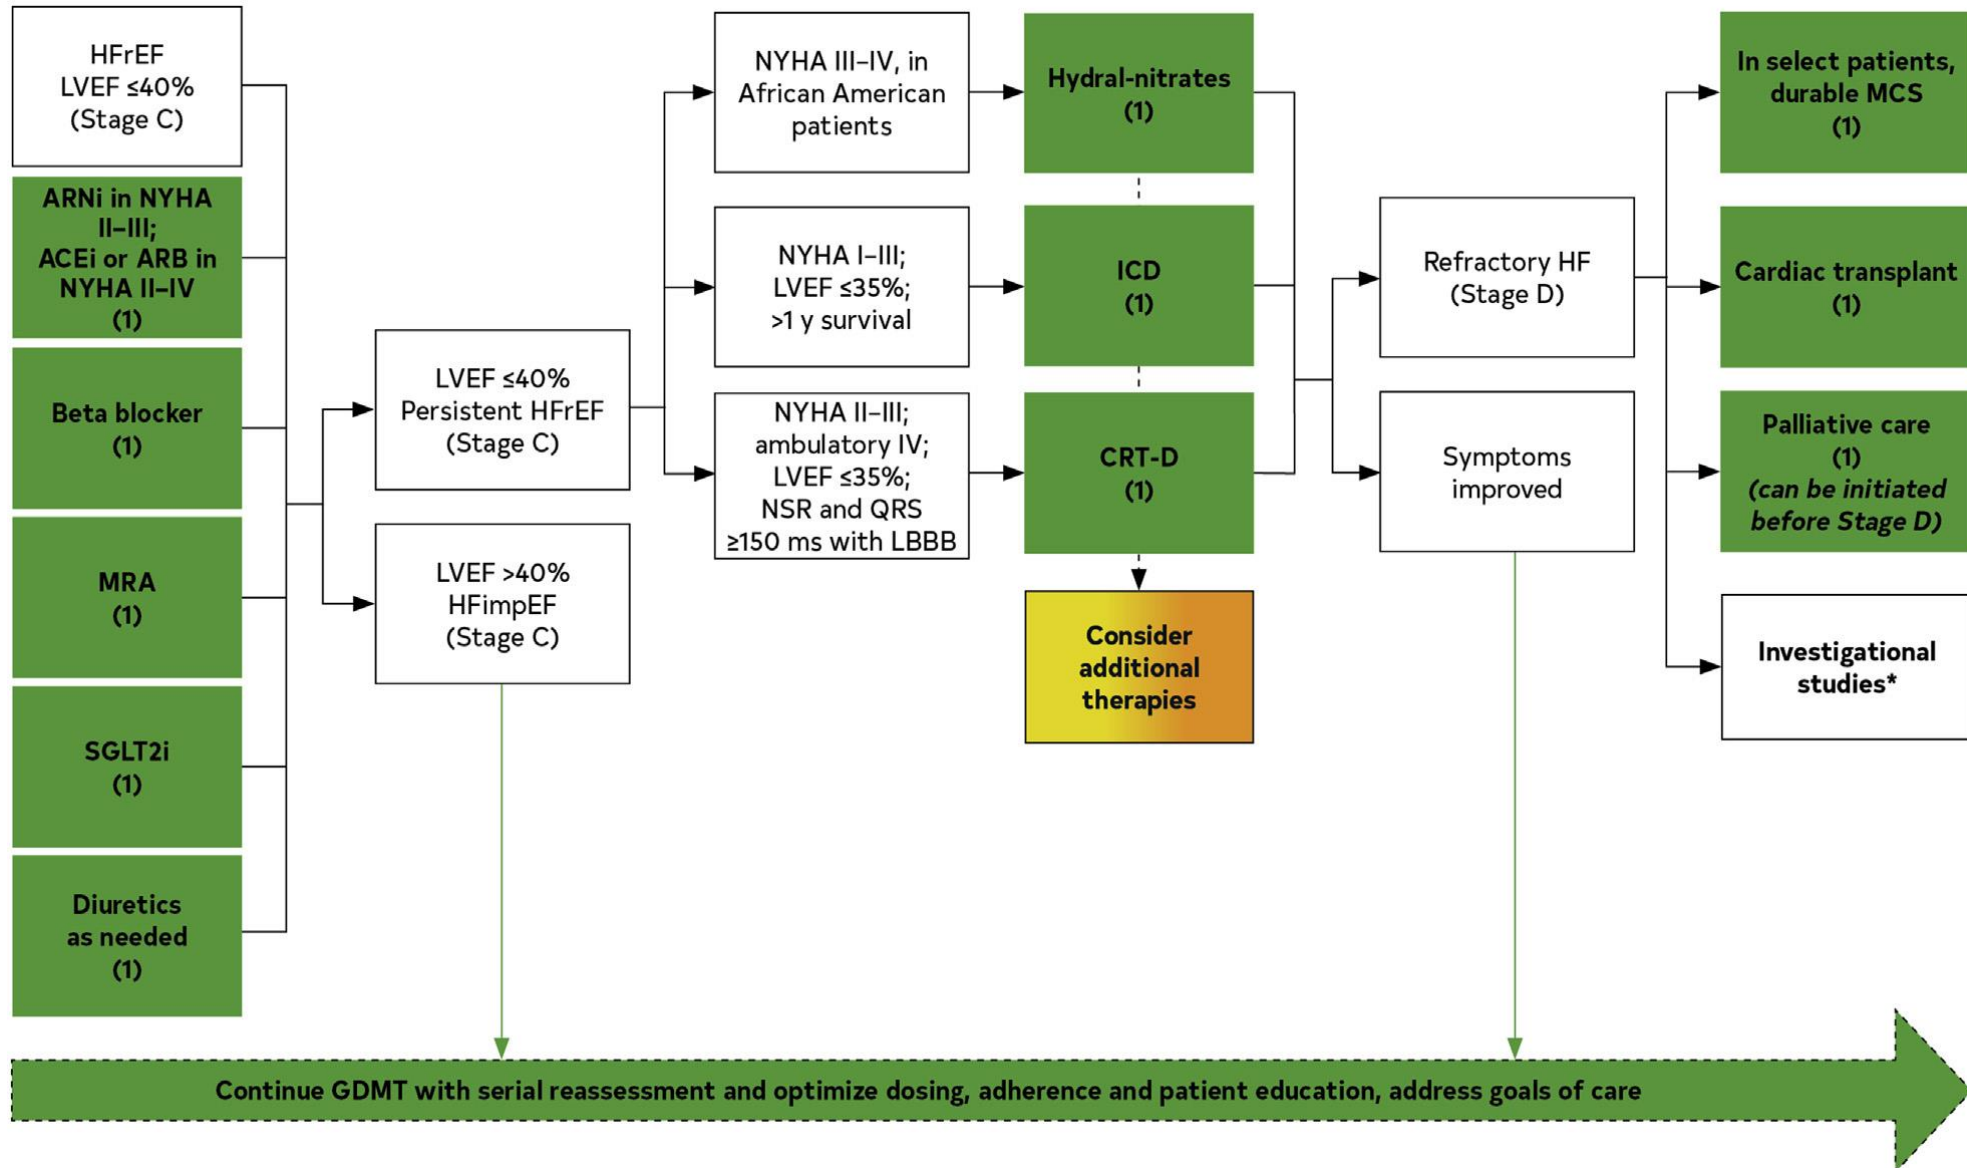 HFrEF
LVEF ≤40%
(Stage C)
ARNi in NYHA
II–III;
ACEi or ARB in
NYHA II–IV
(1)
Beta blocker
(1)
MRA
(1)
SGLT2i
(1)
Diuretics
as needed
(1)
LVEF ≤40%
Persistent HFrEF
(Stage C)
LVEF >40%
HFimpEF
(Stage C)
NYHA III–IV, in
African American
patients
NYHA I–III;
LVEF ≤35%;
>1 y survival
NYHA II–III;
ambulatory IV;
LVEF ≤35%;
NSR and QRS
≥150 ms with LBBB
Hydral-nitrates
(1)
ICD
(1)
CRT-D
(1)
Consider
additional
therapies
Refractory HF
(Stage D)
Symptoms
improved
In select patients,
durable MCS
(1)
Cardiac transplant
(1)
Palliative care
(1)
(can be initiated
before Stage D)
Investigational
studies*
Continue GDMT with serial reassessment and optimize dosing, adherence and patient education, address goals of care